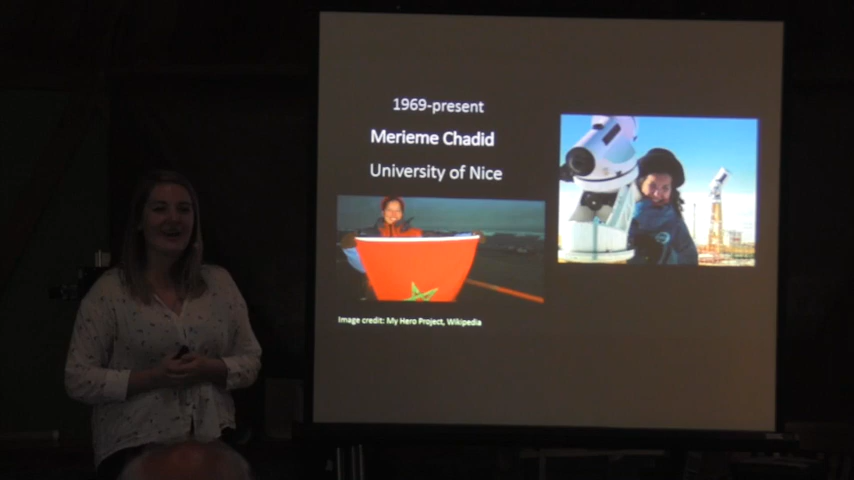 1969-present
Merieme Chadid
University of Nice
Image credit: My Hero Project, Wikipedia